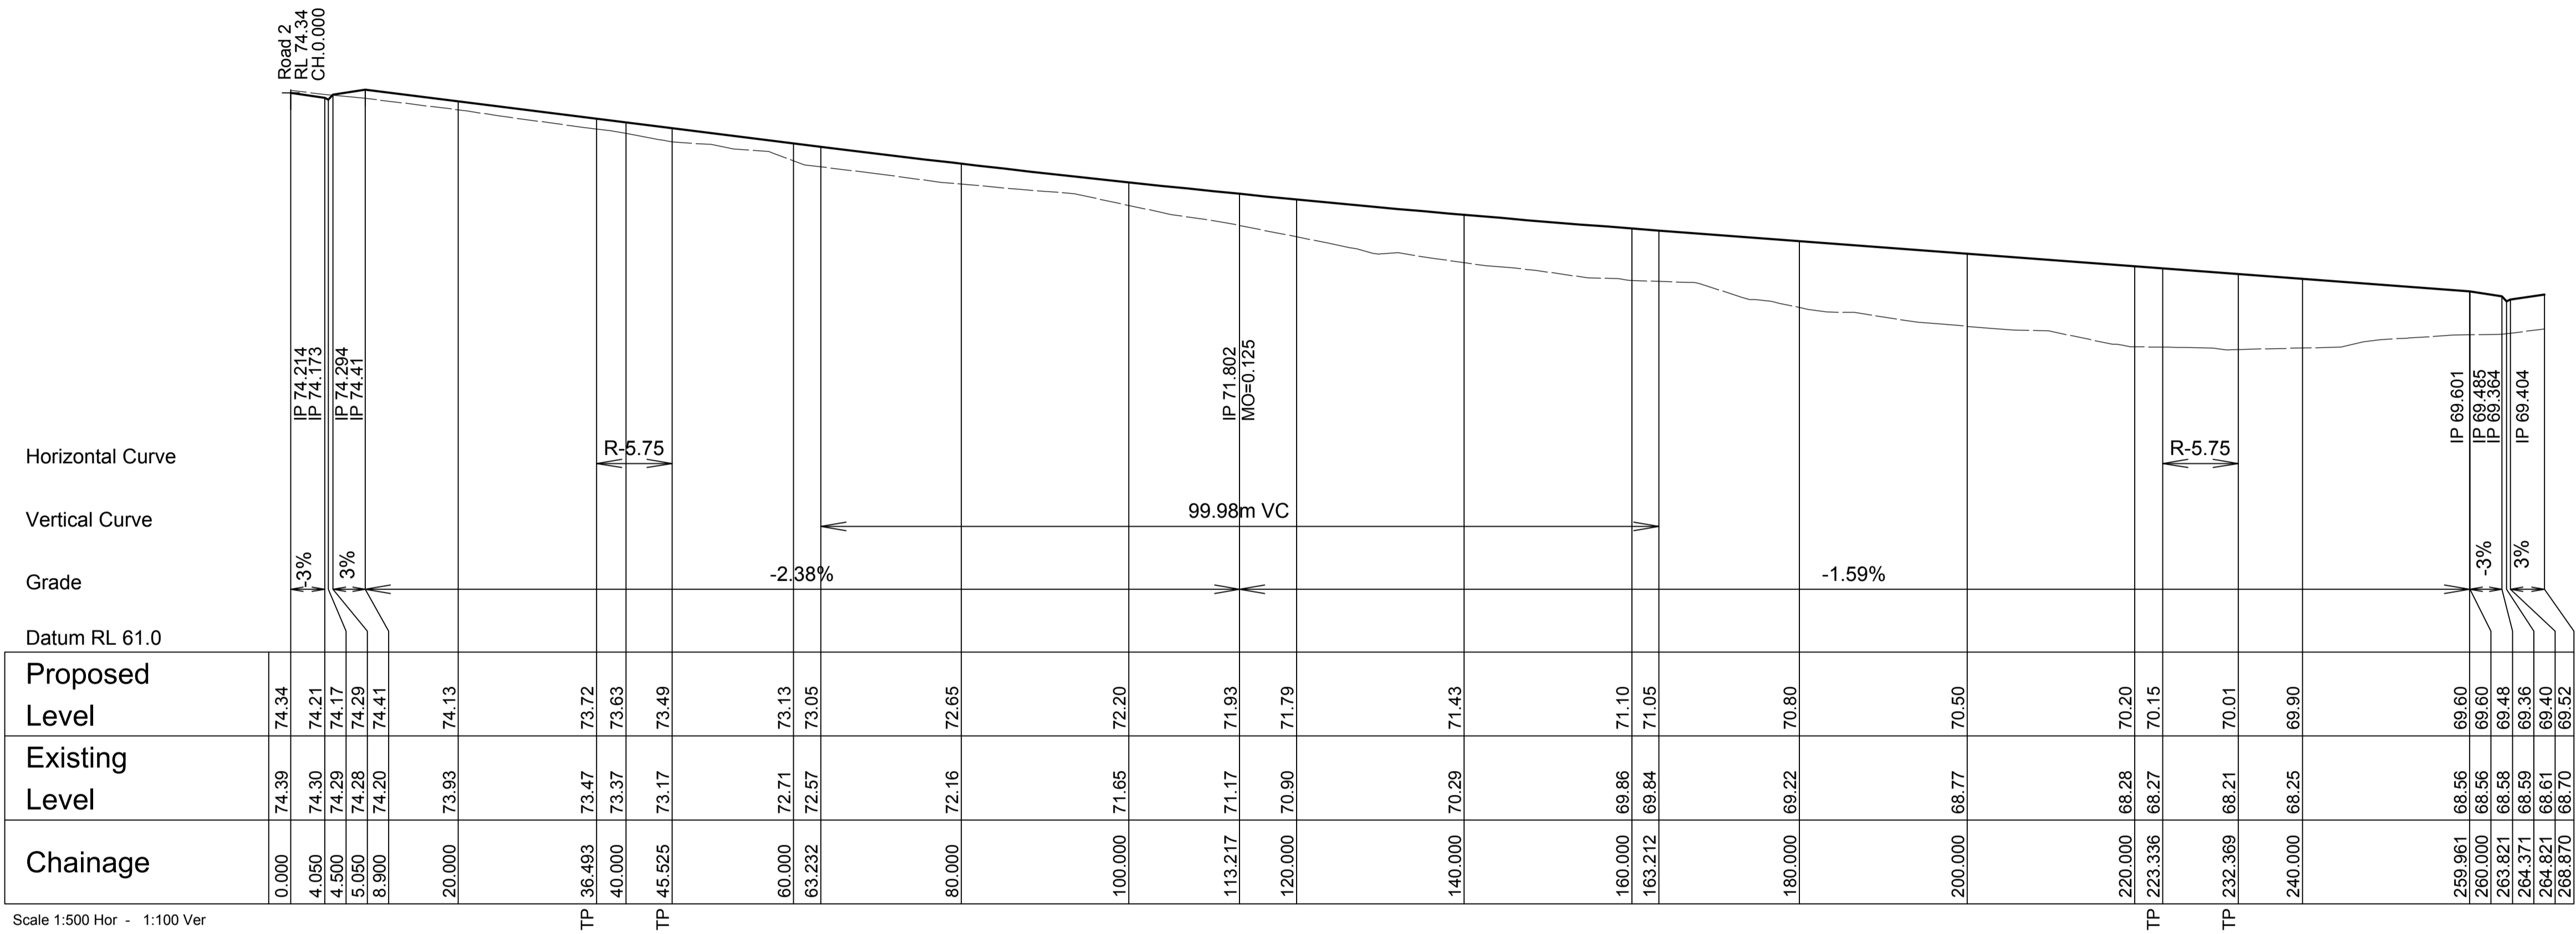 Road 2
RL 74.34
CH.0.000
IP 74.214
IP 74.173
IP 74.294
IP 74.41
IP 71.802
MO=0.125
IP 69.601
IP 69.485
IP 69.364
IP 69.404
Horizontal Curve
R-5.75
R-5.75
Vertical Curve
99.98m VC
Grade
-3%
3%
-2.38%
-1.59%
-3%
3%
Datum RL 61.0
Proposed
Level
74.34 74.21 74.17 74.29 74.41 74.13 73.72 73.63 73.49 73.13 73.05 72.65 72.20 71.93 71.79 71.43 71.10 71.05 70.80 70.50 70.20 70.15 70.01 69.90 69.60 69.60 69.48 69.36 69.40 69.52
Existing
Level
74.39 74.30 74.29 74.28 74.20 73.93 73.47 73.37 73.17 72.71 72.57 72.16 71.65 71.17 70.90 70.29 69.86 69.84 69.22 68.77 68.28 68.27 68.21 68.25 68.56 68.56 68.58 68.59 68.61 68.70
Chainage
0.000 4.050 4.500 5.050 8.900 20.000 TP 36.493 40.000 TP 45.525 60.000 63.232 80.000 100.000 113.217 120.000 140.000 160.000 163.212 180.000 200.000 220.000 TP 223.336 TP 232.369 240.000 259.961 260.000 263.821 264.371 264.821 268.870
Scale 1:500 Hor - 1:100 Ver